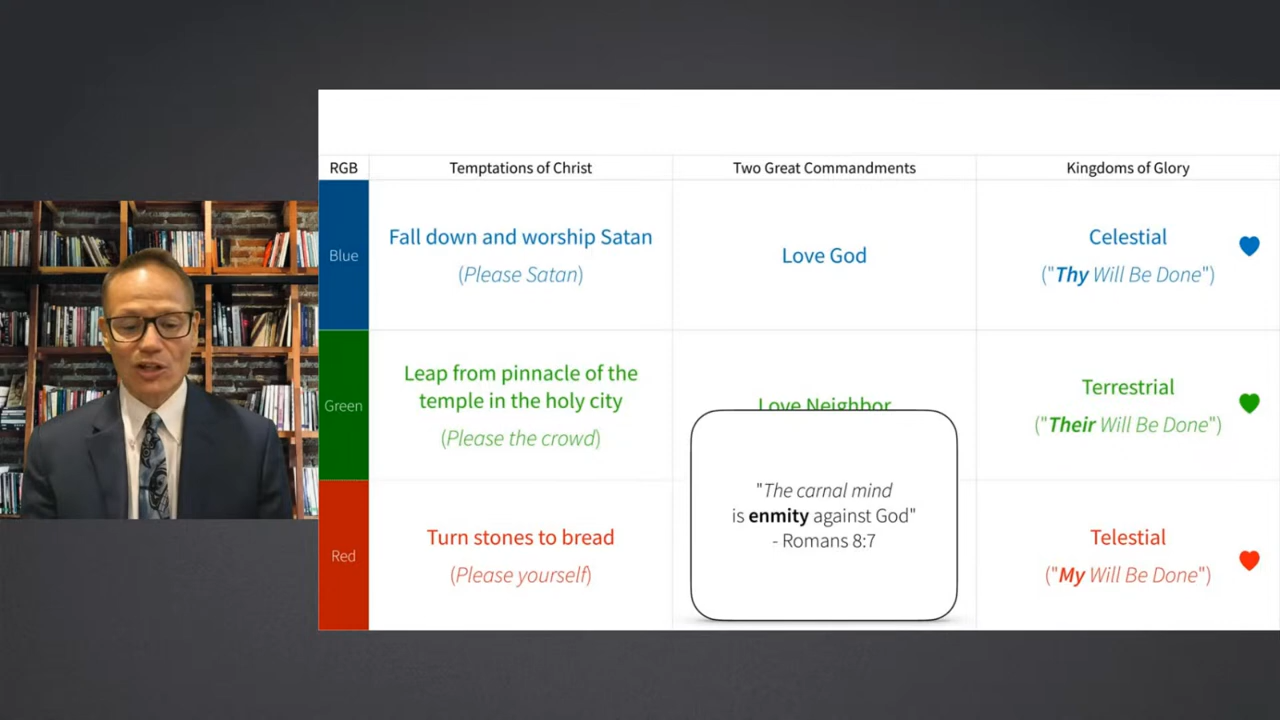 RGB
Temptations of Christ
Two Great Commandments
Kingdoms of Glory
Blue
Fall down and worship Satan
(Please Satan)
Love God
Celestial
("Thy Will Be Done")
Green
Leap from pinnacle of the
temple in the holy city
(Please the crowd)
Love Neighbor
Terrestrial
("Their Will Be Done")
Red
Turn stones to bread
(Please yourself)
"The carnal mind
is enmity against God"
- Romans 8:7
Telestial
("My Will Be Done")